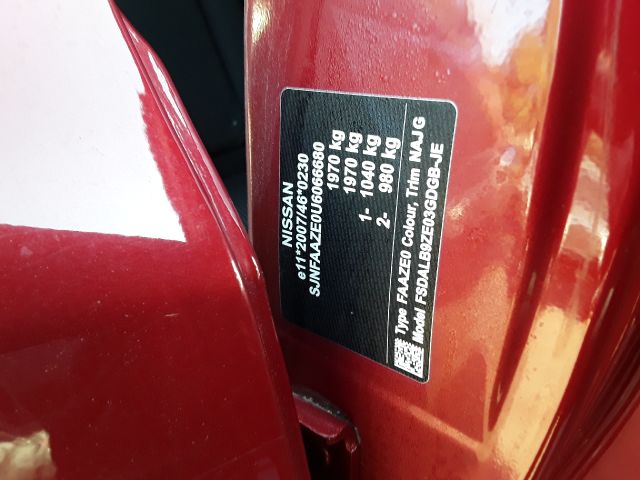 NISSAN
e11*2007/46*0230
SJNFAAZE0U6066680
1970 kg
1970 kg
1- 1040 kg
2- 980 kg
Type FAAZE0 Colour, Trim NAJ G
Model FSDALB9ZE03GDGB-JE